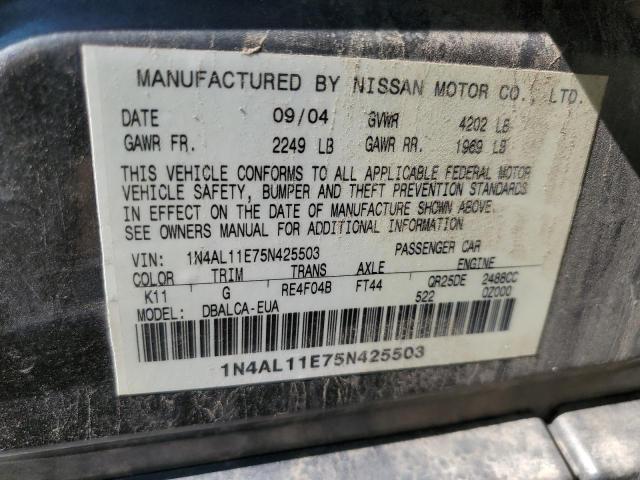 MANUFACTURED BY NISSAN MOTOR CO., LTD.
DATE 09/04 GVWR 4202 LB
GAWR FR. 2249 LB GAWR RR. 1969 LB
THIS VEHICLE CONFORMS TO ALL APPLICABLE FEDERAL MOTOR
VEHICLE SAFETY, BUMPER AND THEFT PREVENTION STANDARDS
IN EFFECT ON THE DATE OF MANUFACTURE SHOWN ABOVE.
SEE OWNERS MANUAL FOR ADDITIONAL INFORMATION
VIN: 1N4AL11E75N425503 PASSENGER CAR
COLOR TRIM TRANS AXLE ENGINE
K11 G RE4F04B FT44 QR25DE 2488CC
MODEL: DBALCA-EUA 522 0Z000
1N4AL11E75N425503